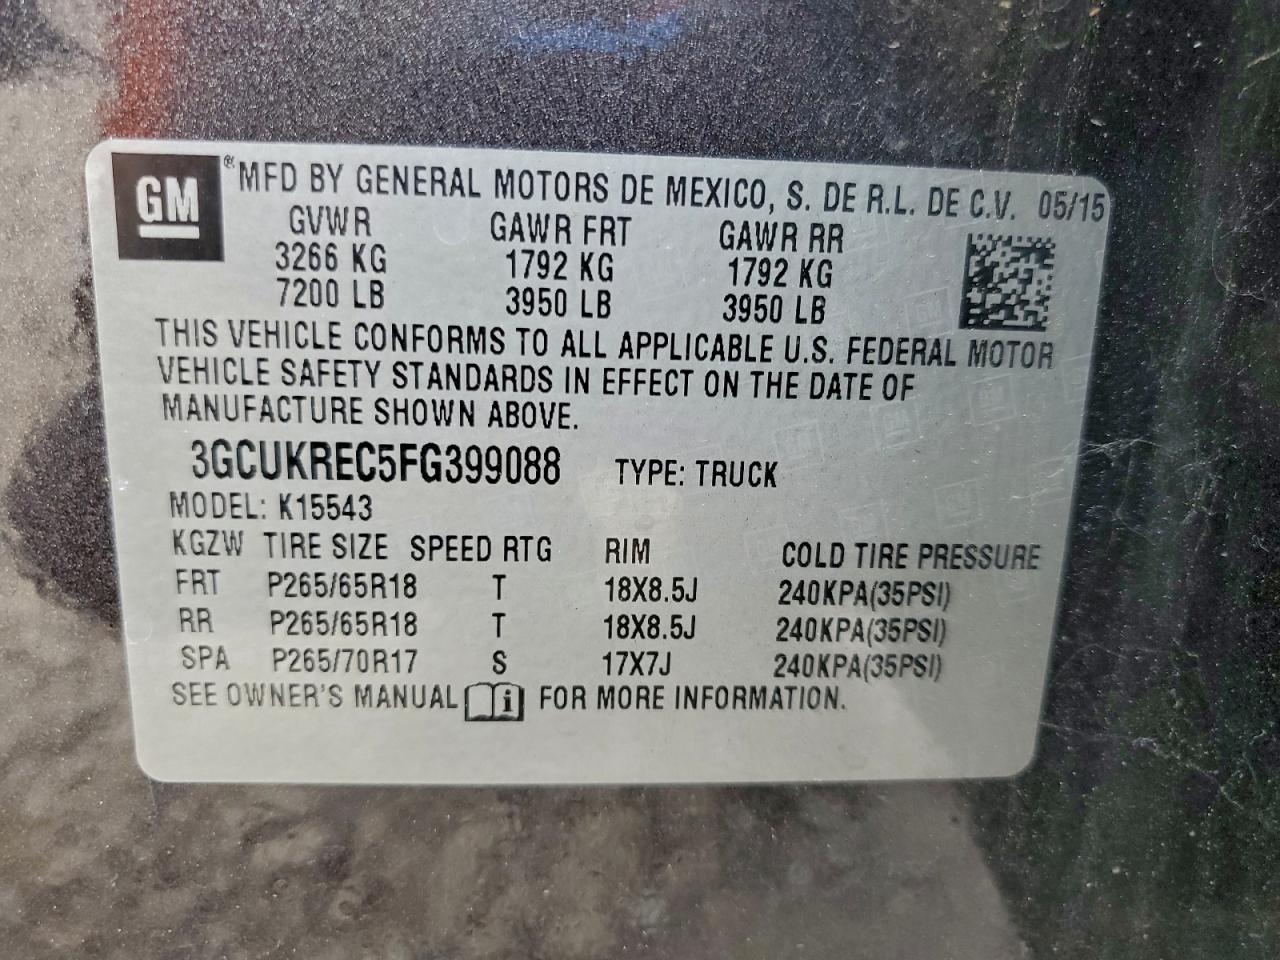 GM ® MFD BY GENERAL MOTORS DE MEXICO, S. DE R.L. DE C.V. 05/15
GVWR GAWR FRT GAWR RR
3266 KG 1792 KG 1792 KG
7200 LB 3950 LB 3950 LB
THIS VEHICLE CONFORMS TO ALL APPLICABLE U.S. FEDERAL MOTOR
VEHICLE SAFETY STANDARDS IN EFFECT ON THE DATE OF
MANUFACTURE SHOWN ABOVE.
3GCUKREC5FG399088 TYPE: TRUCK
MODEL: K15543
KGZW TIRE SIZE SPEED RTG RIM COLD TIRE PRESSURE
FRT P265/65R18 T 18X8.5J 240KPA(35PSI)
RR P265/65R18 T 18X8.5J 240KPA(35PSI)
SPA P265/70R17 S 17X7J 240KPA(35PSI)
SEE OWNER'S MANUAL i FOR MORE INFORMATION.